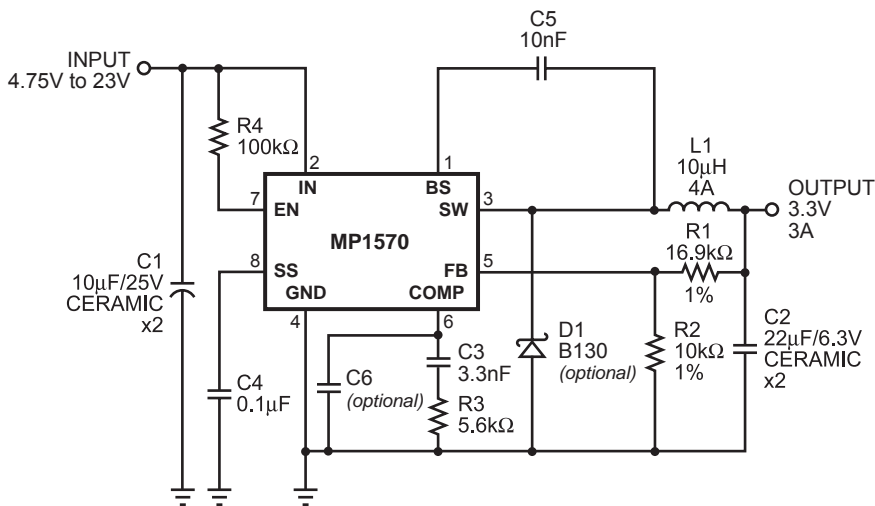 C5
10nF
INPUT
4.75V to 23V
R4
100kΩ
2
1
IN
BS
L1
10µH
4A
7
EN
SW
3
OUTPUT
3.3V
3A
MP1570
R1
16.9kΩ
1%
C1
10µF/25V
CERAMIC
x2
8
SS
FB
5
GND
COMP
4
6
D1
B130
(optional)
R2
10kΩ
1%
C2
22µF/6.3V
CERAMIC
x2
C4
0.1µF
C6
(optional)
C3
3.3nF
R3
5.6kΩ